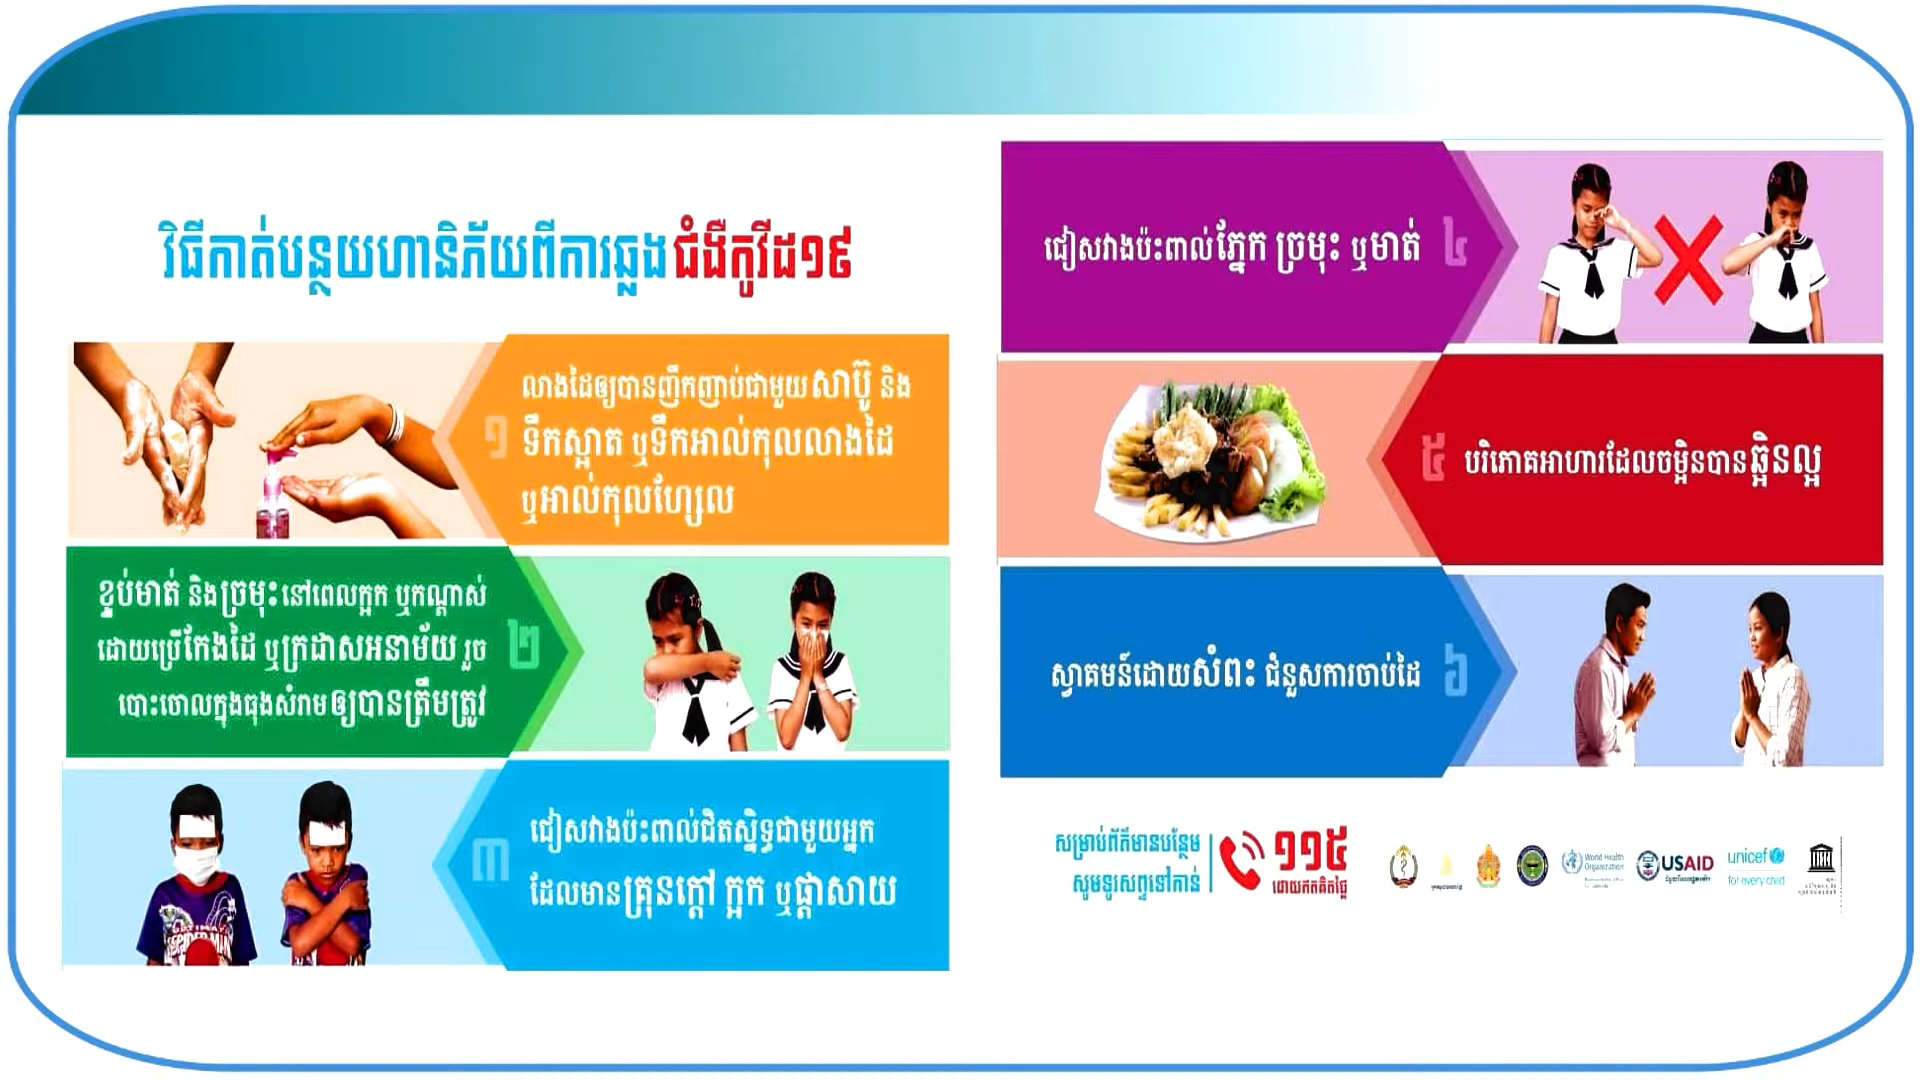 វិធីកាត់បន្ថយហានិភ័យពីការឆ្លងជំងឺកូវីដ១៩
១
លាងដៃឲ្យបានញឹកញាប់ជាមួយសាប៊ូ និង
ទឹកស្អាត ឬទឹកអាល់កុលលាងដៃ
ឬអាល់កុលហ្សែល
២
ខ្ទប់មាត់ និងច្រមុះនៅពេលក្អក ឬកណ្តាស់
ដោយប្រើកែងដៃ ឬក្រដាសអនាម័យ រួច
បោះចោលក្នុងធុងសំរាមឲ្យបានត្រឹមត្រូវ
៣
ជៀសវាងប៉ះពាល់ជិតស្និទ្ធជាមួយអ្នក
ដែលមានគ្រុនក្តៅ ក្អក ឬផ្តាសាយ
៤
ជៀសវាងប៉ះពាល់ភ្នែក ច្រមុះ ឬមាត់
៥
បរិភោគអាហារដែលចម្អិនបានឆ្អិនល្អ
៦
ស្វាគមន៍ដោយសំពះ ជំនួសការចាប់ដៃ
សម្រាប់ព័ត៌មានបន្ថែម
សូមទូរសព្ទទៅកាន់
១១៥
ដោយឥតគិតថ្លៃ
World Health
Organization
USAID
unicef
for every child